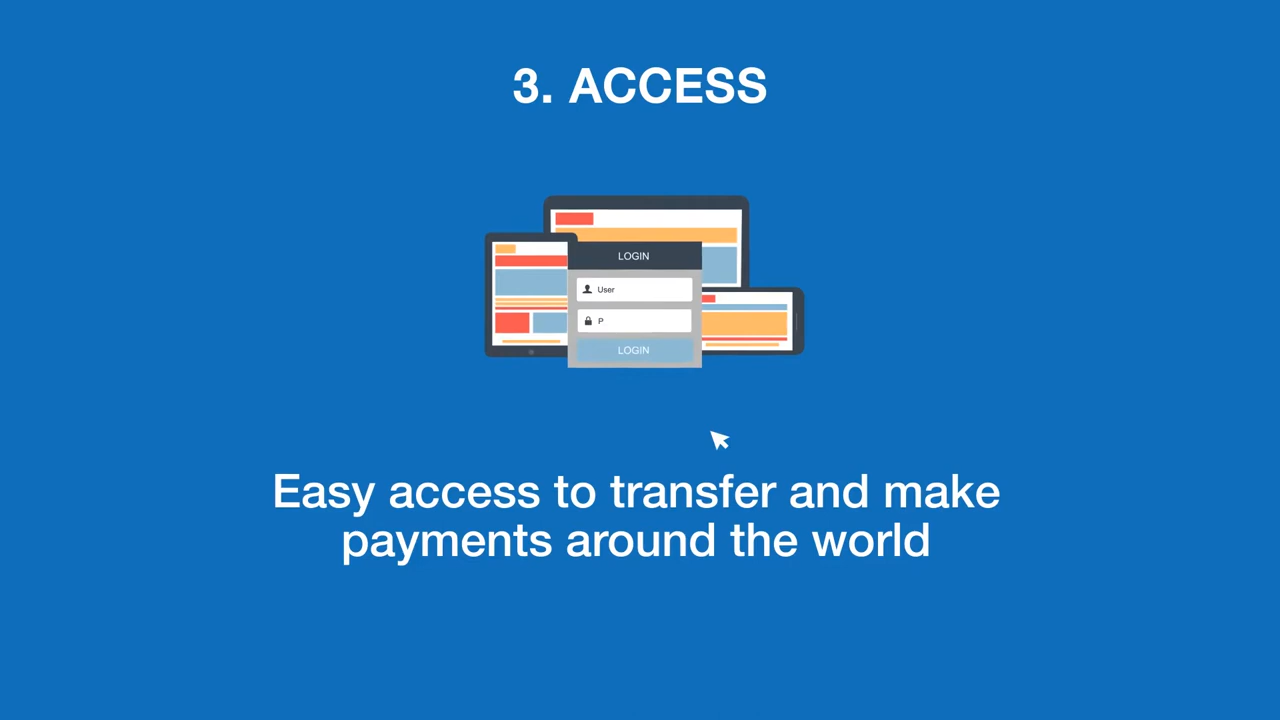 3. ACCESS
LOGIN
User
P
LOGIN
Easy access to transfer and make
payments around the world